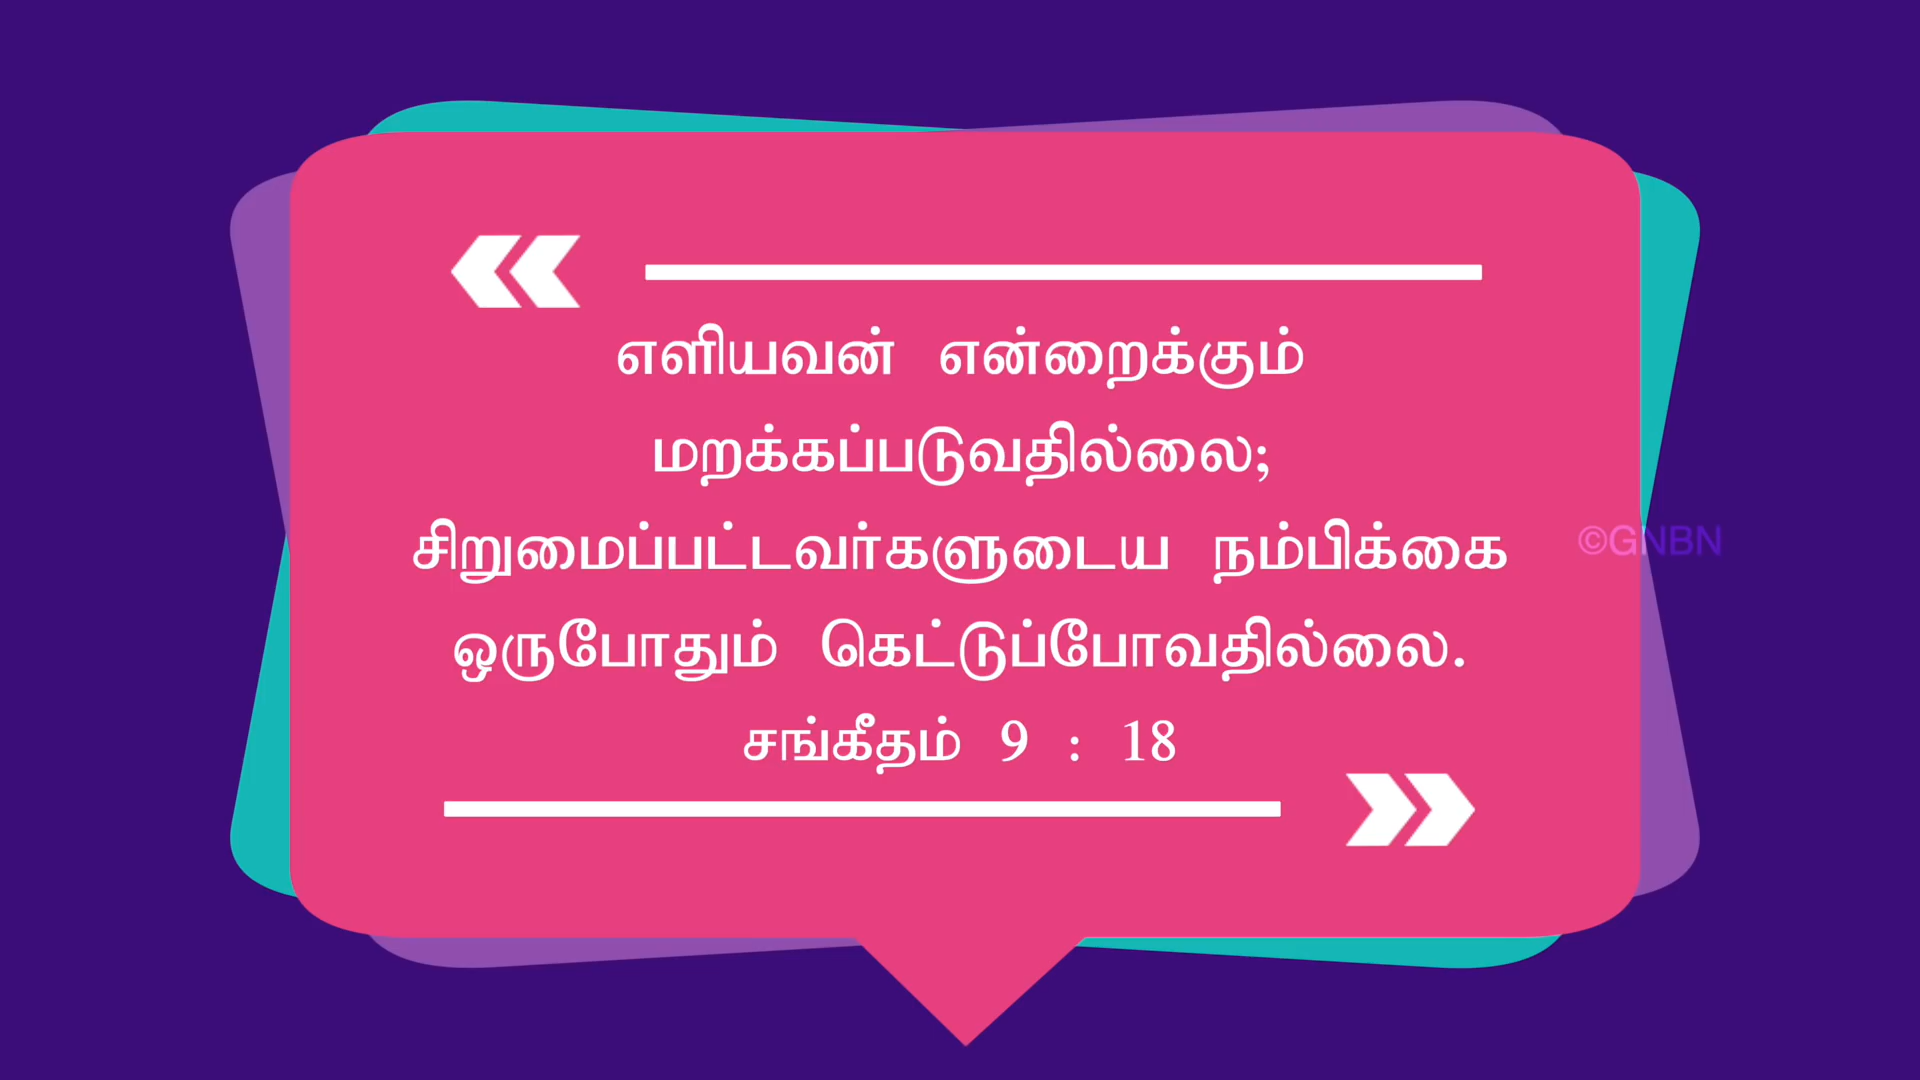 எளியவன் என்றைக்கும்
மறக்கப்படுவதில்லை;
சிறுமைப்பட்டவர்களுடைய நம்பிக்கை
ஒருபோதும் கெட்டுப்போவதில்லை.
சங்கீதம் 9 : 18
©GNBN